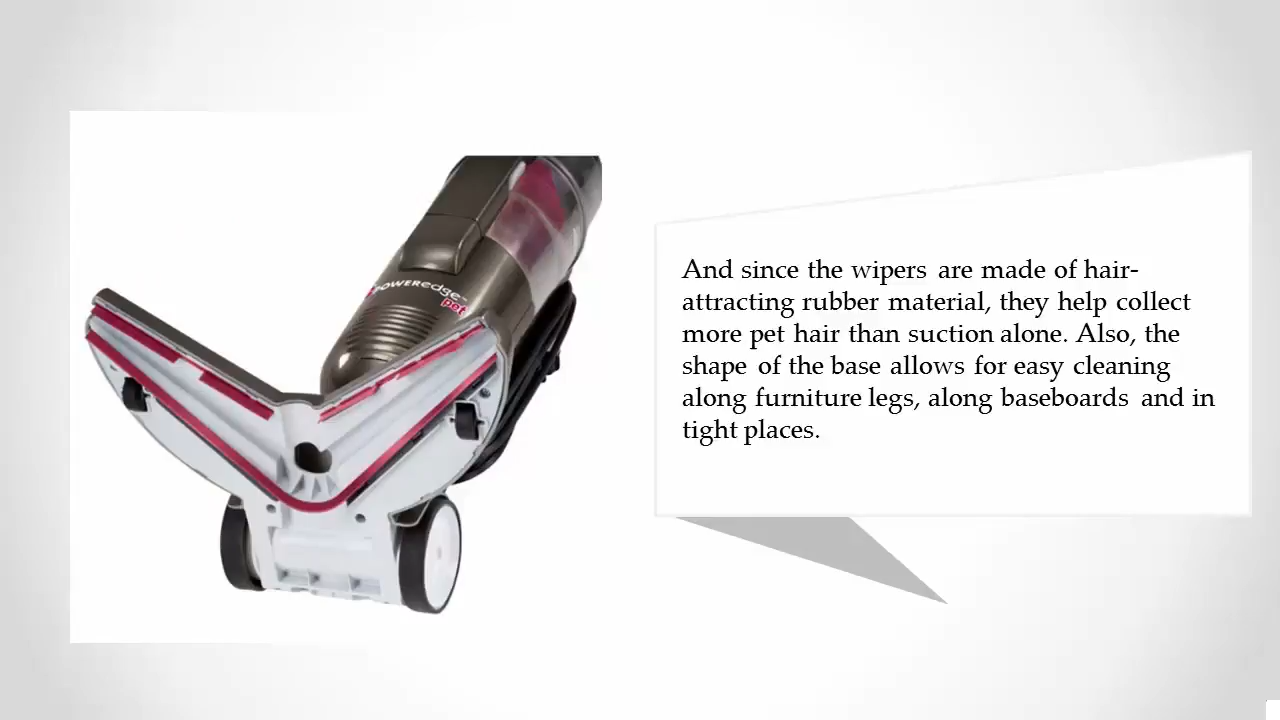 POWEREdge™
pet
And since the wipers are made of hair-
attracting rubber material, they help collect
more pet hair than suction alone. Also, the
shape of the base allows for easy cleaning
along furniture legs, along baseboards and in
tight places.